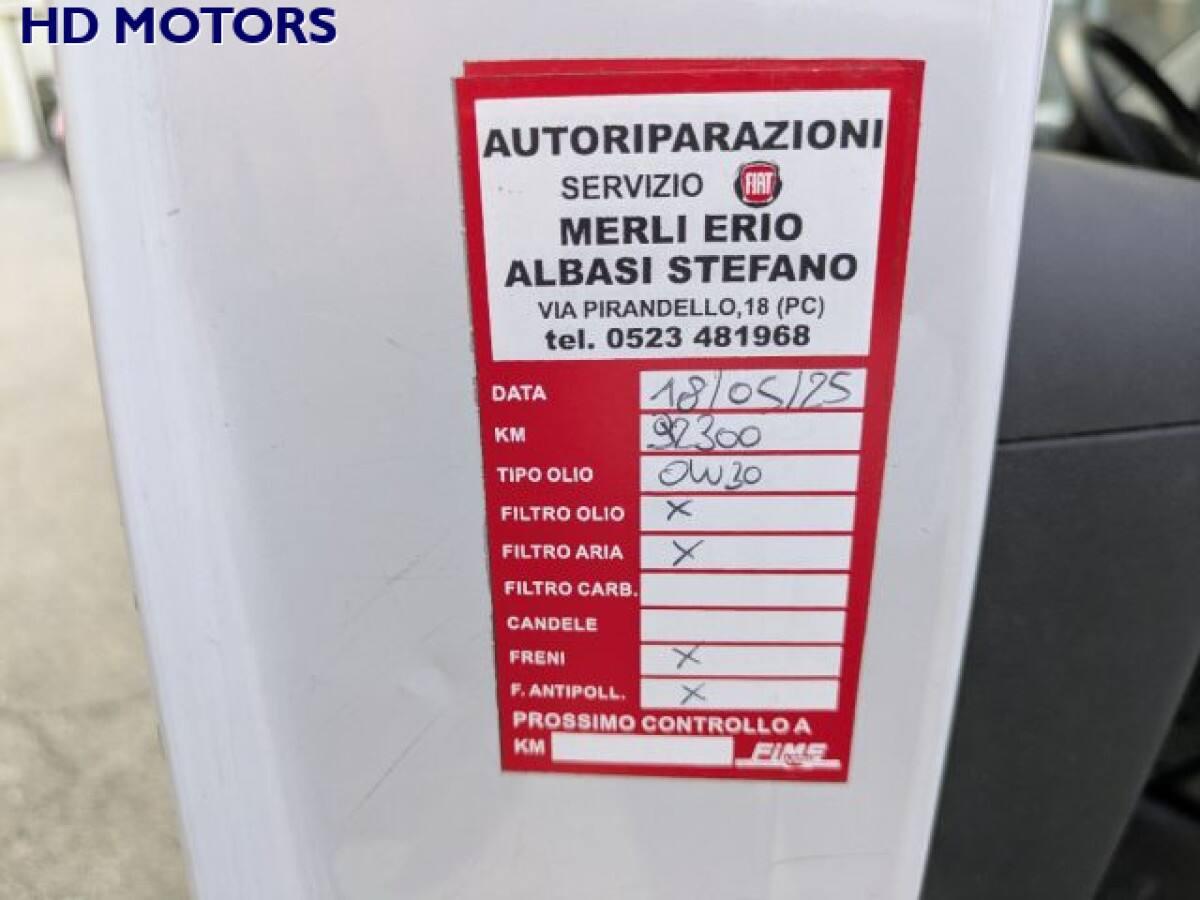 HD MOTORS
AUTORIPARAZIONI
SERVIZIO FIAT
MERLI ERIO
ALBASI STEFANO
VIA PIRANDELLO,18 (PC)
tel. 0523 481968
DATA 18/05/25
KM 92300
TIPO OLIO 0W30
FILTRO OLIO X
FILTRO ARIA X
FILTRO CARB.
CANDELE
FRENI X
F. ANTIPOLL. X
PROSSIMO CONTROLLO A
KM